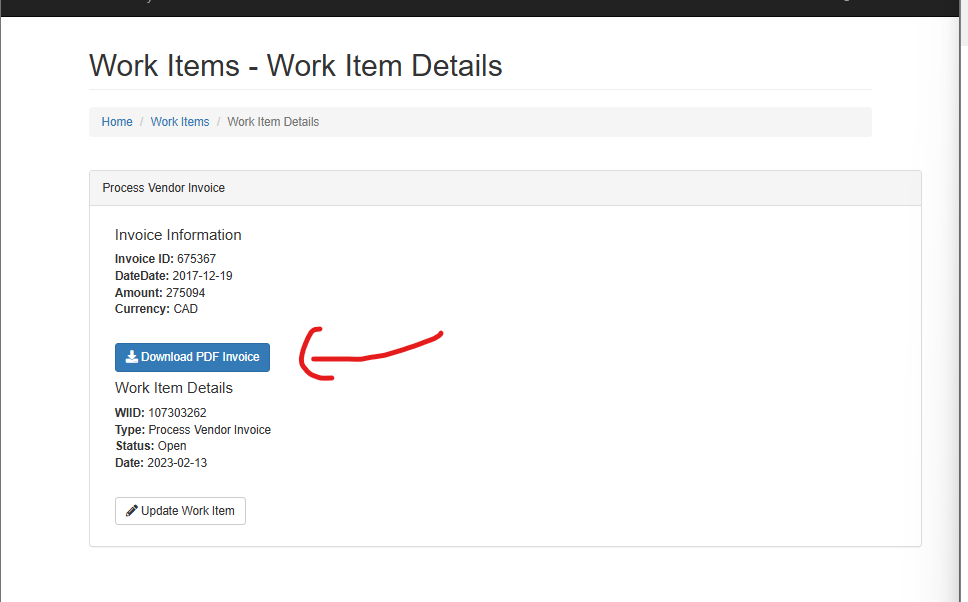 Work Items - Work Item Details
Home / Work Items / Work Item Details
Process Vendor Invoice
Invoice Information
Invoice ID: 675367
DateDate: 2017-12-19
Amount: 275094
Currency: CAD
Download PDF Invoice
Work Item Details
WIID: 107303262
Type: Process Vendor Invoice
Status: Open
Date: 2023-02-13
Update Work Item